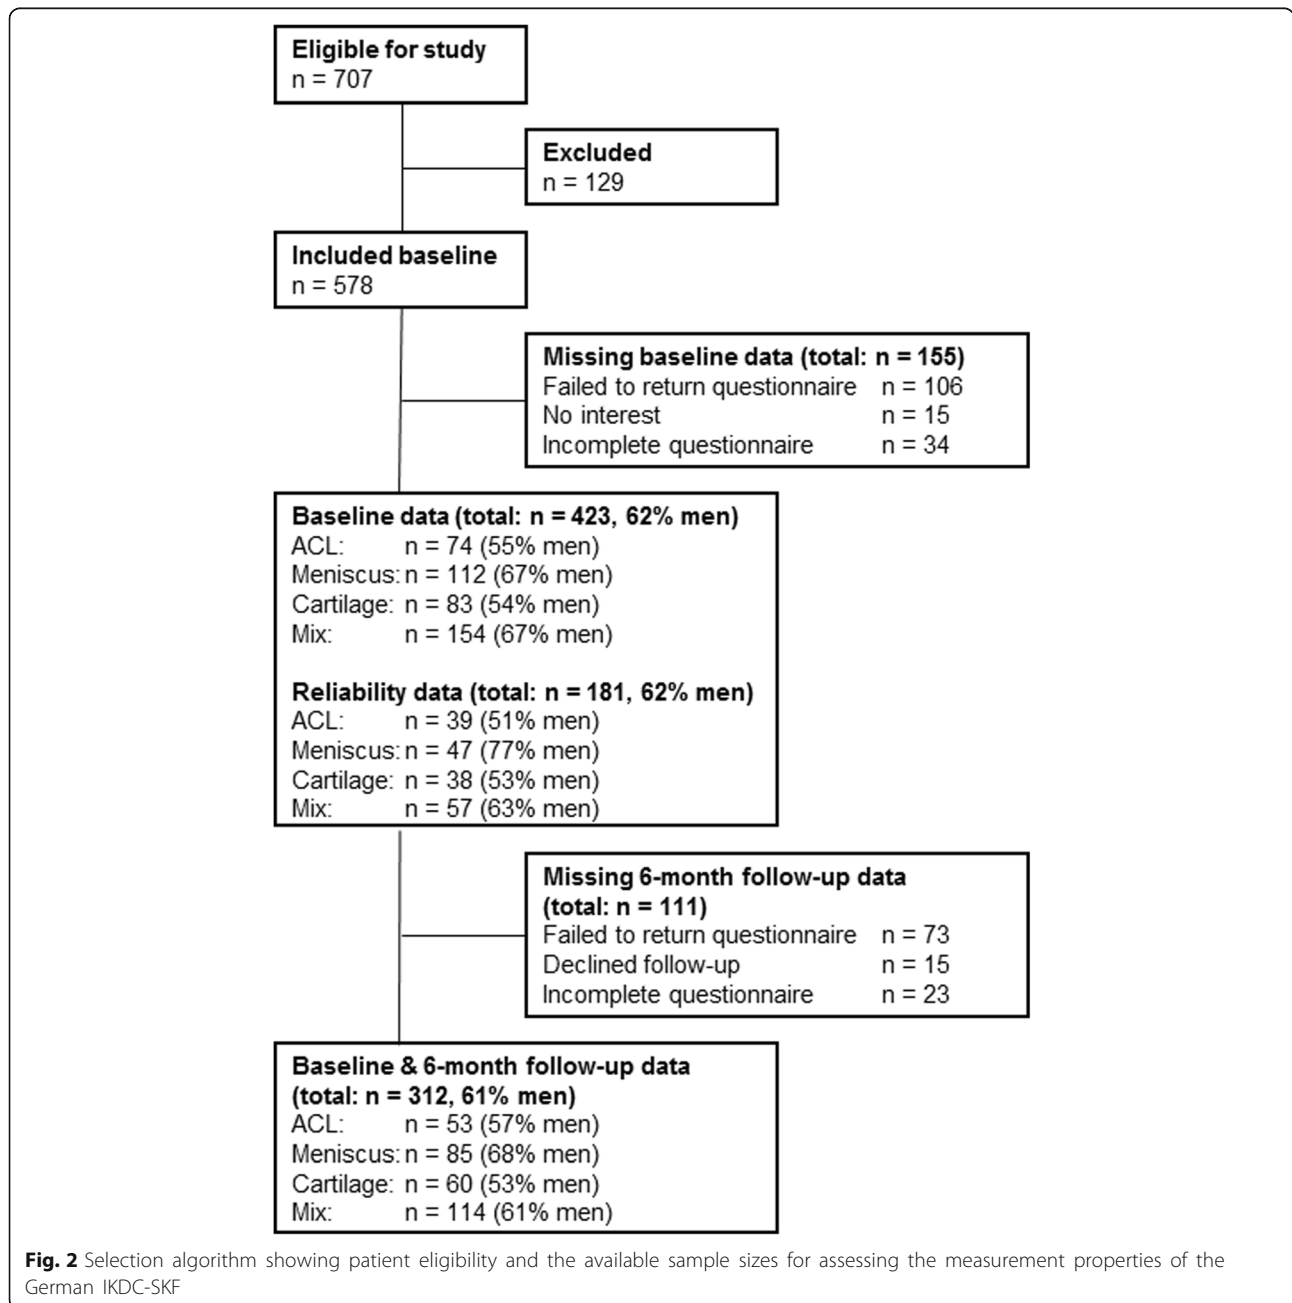 Eligible for study
n = 707
Excluded
n = 129
Included baseline
n = 578
Missing baseline data (total: n = 155)
Failed to return questionnaire n = 106
No interest n = 15
Incomplete questionnaire n = 34
Baseline data (total: n = 423, 62% men)
ACL: n = 74 (55% men)
Meniscus: n = 112 (67% men)
Cartilage: n = 83 (54% men)
Mix: n = 154 (67% men)
Reliability data (total: n = 181, 62% men)
ACL: n = 39 (51% men)
Meniscus: n = 47 (77% men)
Cartilage: n = 38 (53% men)
Mix: n = 57 (63% men)
Missing 6-month follow-up data
(total: n = 111)
Failed to return questionnaire n = 73
Declined follow-up n = 15
Incomplete questionnaire n = 23
Baseline & 6-month follow-up data
(total: n = 312, 61% men)
ACL: n = 53 (57% men)
Meniscus: n = 85 (68% men)
Cartilage: n = 60 (53% men)
Mix: n = 114 (61% men)
Fig. 2 Selection algorithm showing patient eligibility and the available sample sizes for assessing the measurement properties of the
German IKDC-SKF